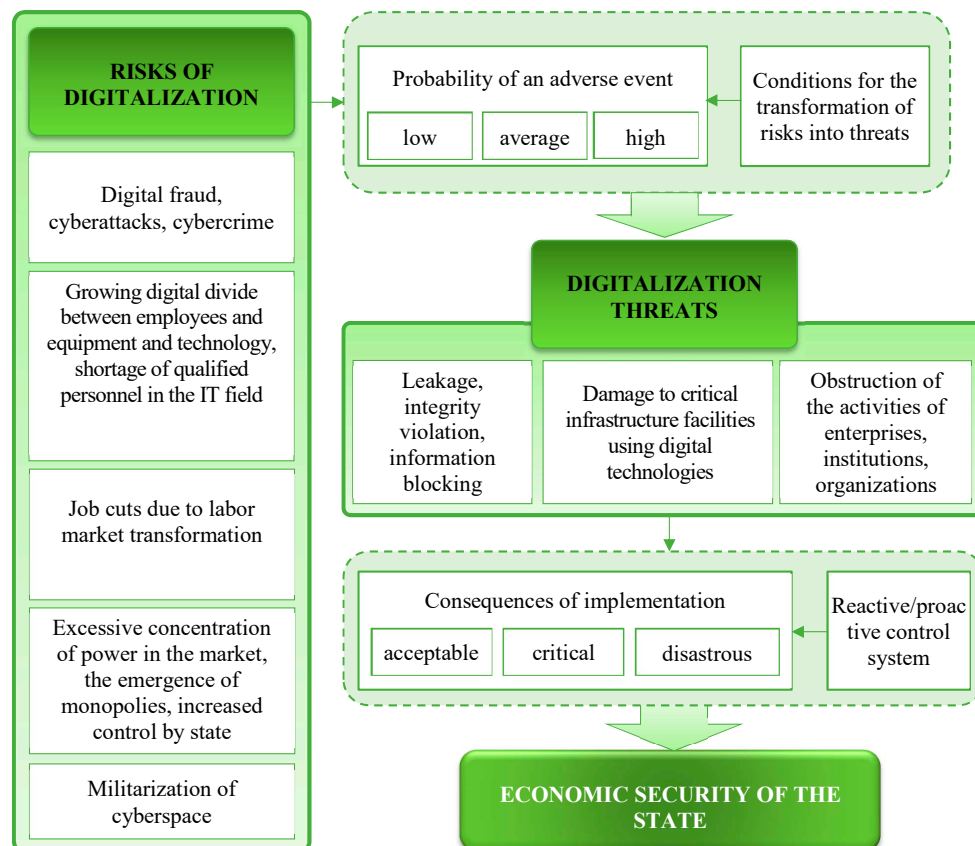 RISKS OF
DIGITALIZATION
Digital fraud,
cyberattacks, cybercrime
Growing digital divide
between employees and
equipment and technology,
shortage of qualified
personnel in the IT field
Job cuts due to labor
market transformation
Excessive concentration
of power in the market,
the emergence of
monopolies, increased
control by state
Militarization of
cyberspace
Probability of an adverse event
low
average
high
Conditions for the
transformation of
risks into threats
DIGITALIZATION
THREATS
Leakage,
integrity
violation,
information
blocking
Damage to critical
infrastructure facilities
using digital
technologies
Obstruction of
the activities of
enterprises,
institutions,
organizations
Consequences of implementation
acceptable
critical
disastrous
Reactive/proac
tive control
system
ECONOMIC SECURITY OF THE
STATE